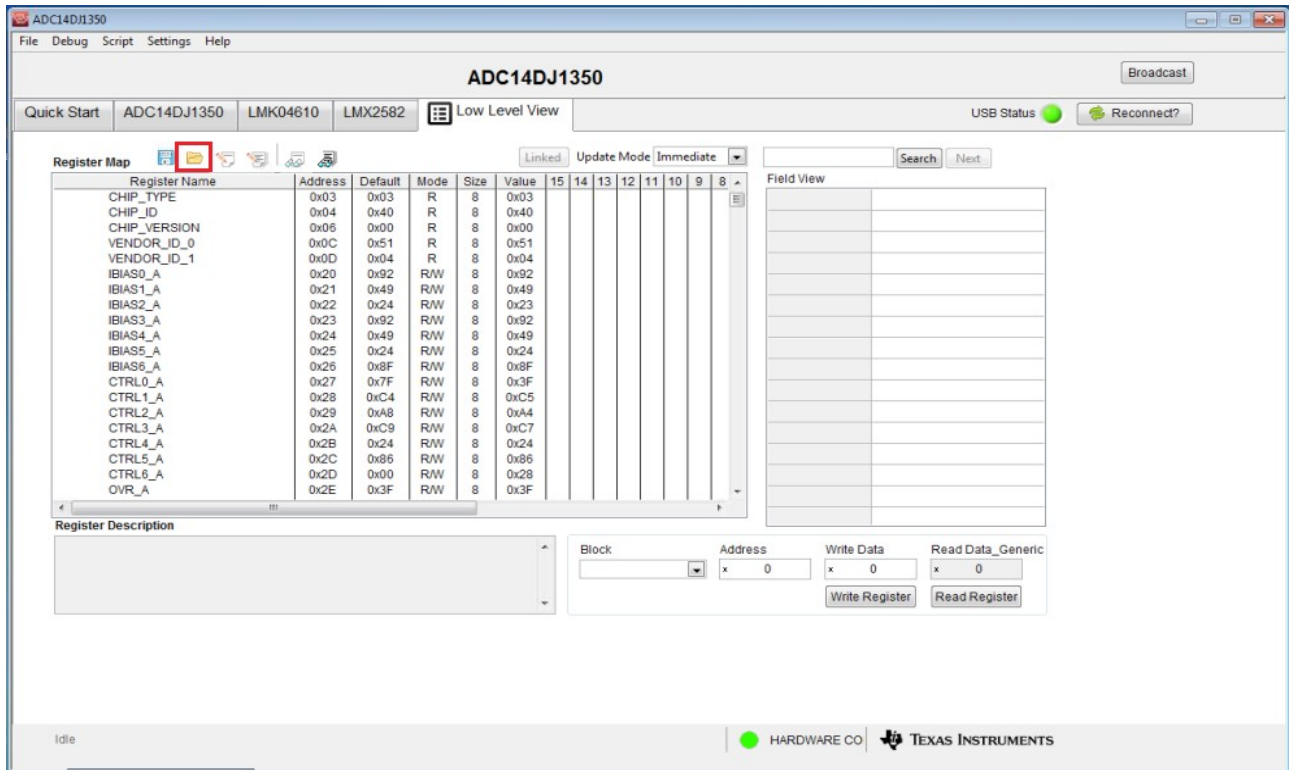 ADC14DJ1350
File Debug Script Settings Help
ADC14DJ1350
Broadcast
Quick Start ADC14DJ1350 LMK04610 LMX2582 Low Level View USB Status Reconnect?
Register Map Linked Update Mode Immediate Search Next
Register Name Address Default Mode Size Value 15 14 13 12 11 10 9 8 Field View
CHIP_TYPE 0x03 0x03 R 8 0x03
CHIP_ID 0x04 0x40 R 8 0x40
CHIP_VERSION 0x06 0x00 R 8 0x00
VENDOR_ID_0 0x0C 0x51 R 8 0x51
VENDOR_ID_1 0x0D 0x04 R 8 0x04
IBIAS0_A 0x20 0x92 R/W 8 0x92
IBIAS1_A 0x21 0x49 R/W 8 0x49
IBIAS2_A 0x22 0x24 R/W 8 0x23
IBIAS3_A 0x23 0x92 R/W 8 0x92
IBIAS4_A 0x24 0x49 R/W 8 0x49
IBIAS5_A 0x25 0x24 R/W 8 0x24
IBIAS6_A 0x26 0x8F R/W 8 0x8F
CTRL0_A 0x27 0x7F R/W 8 0x3F
CTRL1_A 0x28 0xC4 R/W 8 0xC5
CTRL2_A 0x29 0xA8 R/W 8 0xA4
CTRL3_A 0x2A 0xC9 R/W 8 0xC7
CTRL4_A 0x2B 0x24 R/W 8 0x24
CTRL5_A 0x2C 0x86 R/W 8 0x86
CTRL6_A 0x2D 0x00 R/W 8 0x28
OVR_A 0x2E 0x3F R/W 8 0x3F
Register Description
Block Address Write Data Read Data_Generic
x 0 x 0 x 0
Write Register Read Register
Idle HARDWARE CO TEXAS INSTRUMENTS